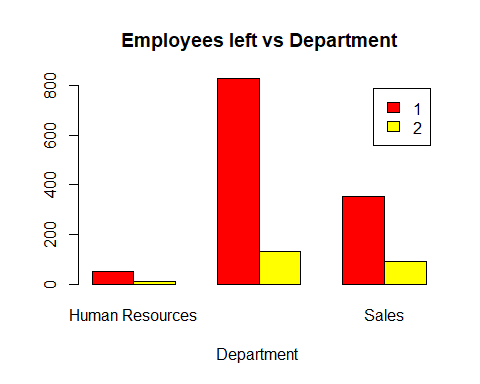 Employees left vs Department
800
600
400
200
0
1
2
Human Resources
Sales
Department